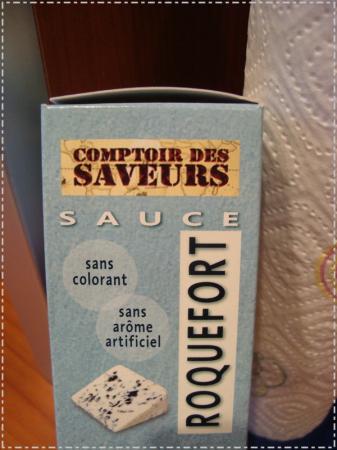 COMPTOIR DES
SAVEURS
SAUCE
ROQUEFORT
sans
colorant
sans
arôme
artificiel